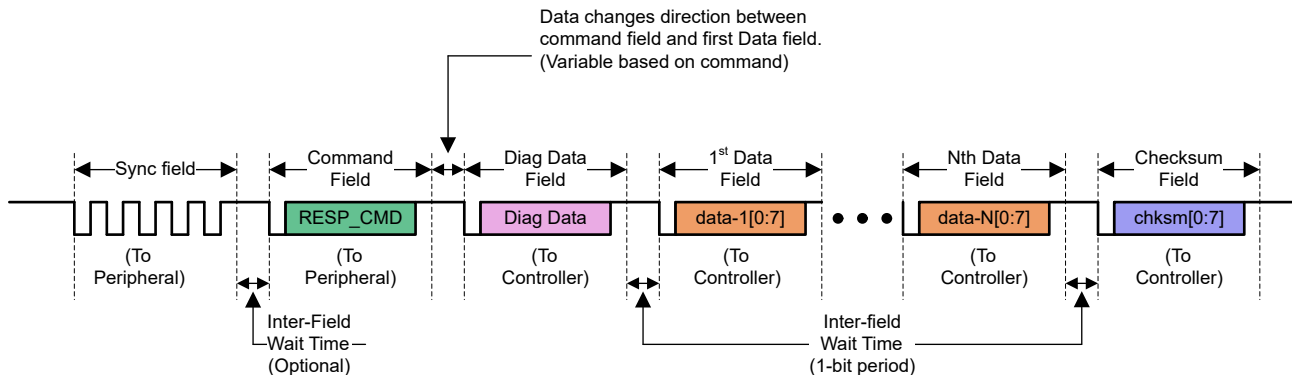 Data changes direction between
command field and first Data field.
(Variable based on command)
Sync field
Command
Field
Diag Data
Field
1st Data
Field
Nth Data
Field
Checksum
Field
RESP_CMD
Diag Data
data-1[0:7]
data-N[0:7]
chksm[0:7]
(To
Peripheral)
(To
Peripheral)
(To
Controller)
(To
Controller)
(To
Controller)
(To
Controller)
Inter-Field
Wait Time
(Optional)
Inter-field
Wait Time
(1-bit period)